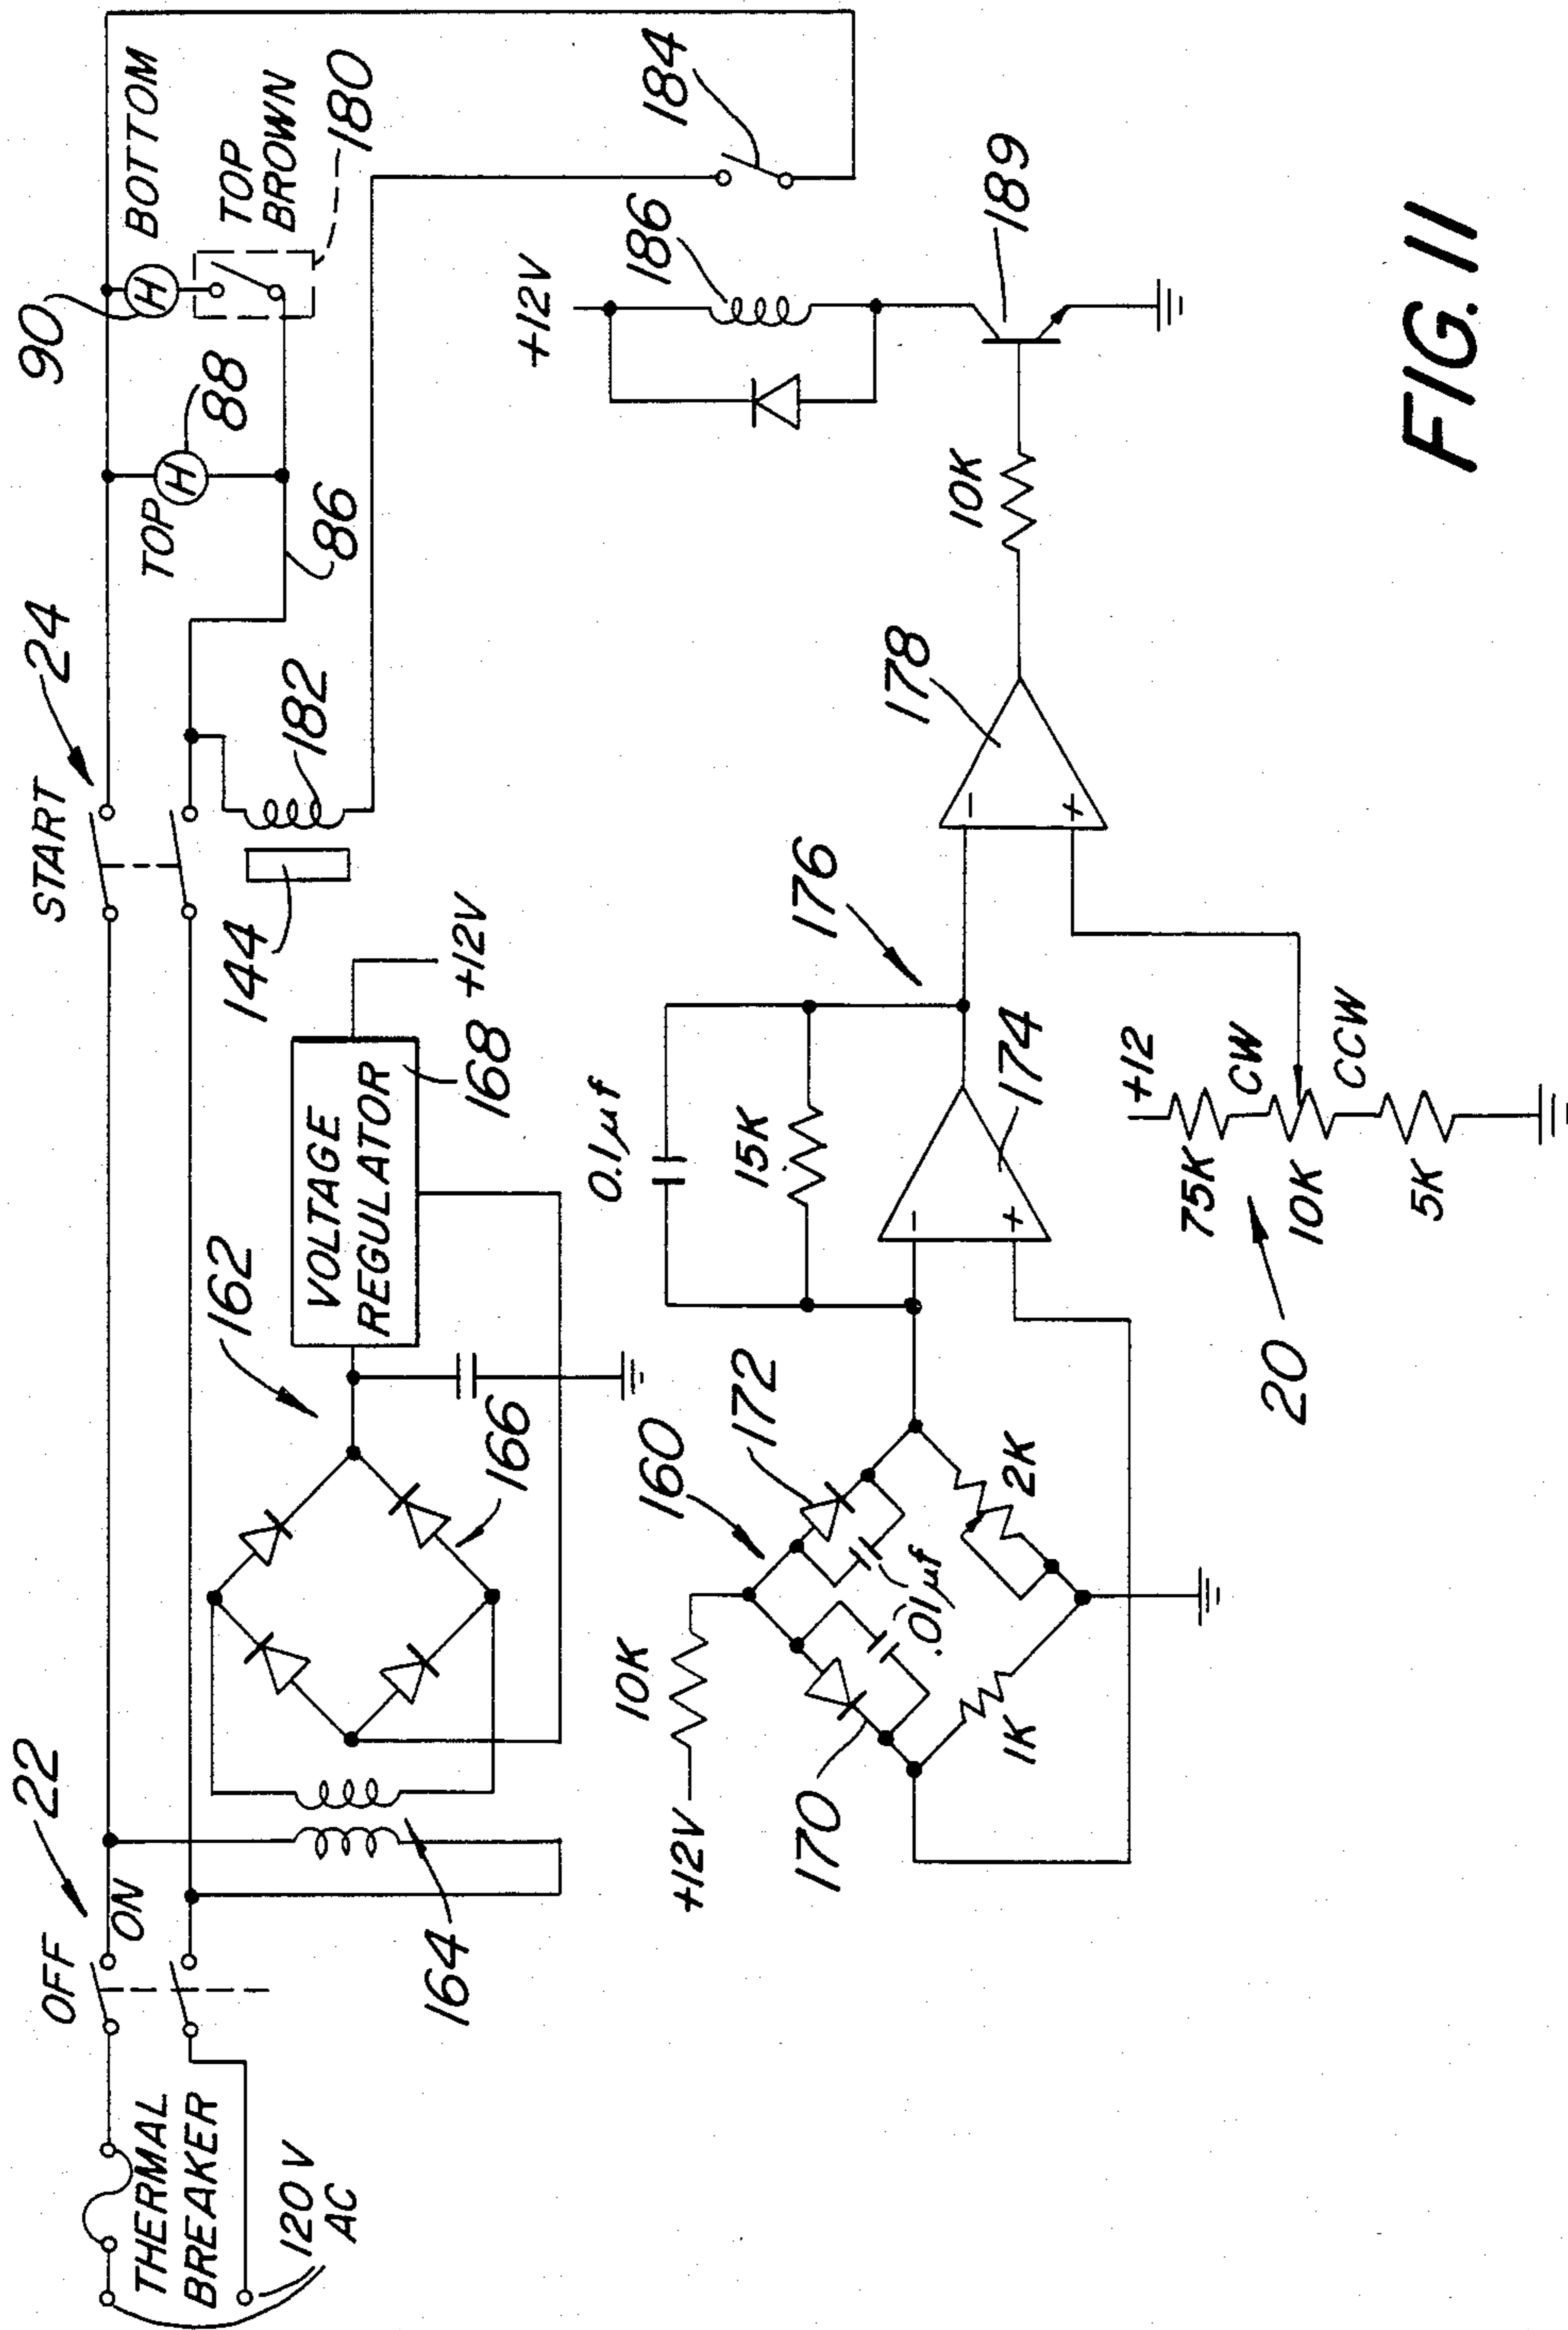 THERMAL
BREAKER
120 V
AC
OFF
ON
22
164
162
166
VOLTAGE
REGULATOR
168
+12V
START
24
144
182
TOP
86
88
90
BOTTOM
TOP
BROWN
180
184
+12V
10K
160
172
170
.01µf
1K
2K
0.1µf
15K
176
174
178
10K
+12V
186
189
+12
75K
CW
10K
CCW
5K
20
FIG. 11